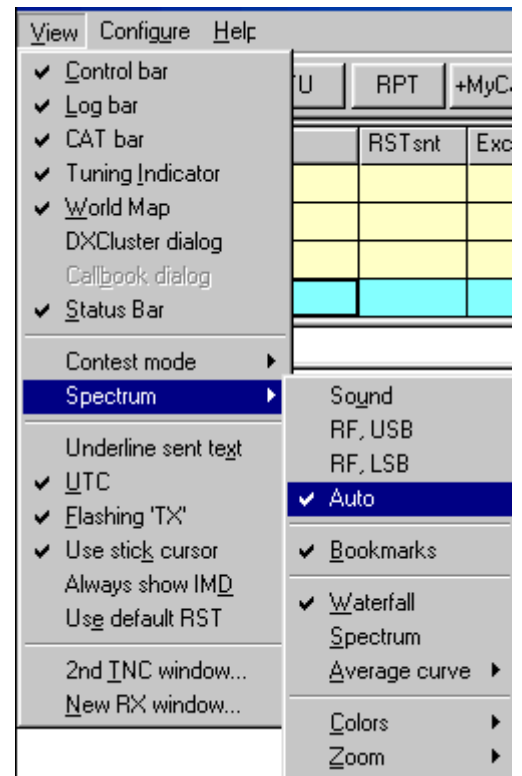 View Configure Help
Control bar
Log bar
CAT bar
Tuning Indicator
World Map
DXCluster dialog
Callbook dialog
Status Bar
Contest mode
Spectrum
Underline sent text
UTC
Flashing 'TX'
Use stick cursor
Always show IMD
Use default RST
2nd TNC window...
New RX window...
RPT
RSTsnt
Sound
RF, USB
RF, LSB
Auto
Bookmarks
Waterfall
Spectrum
Average curve
Colors
Zoom